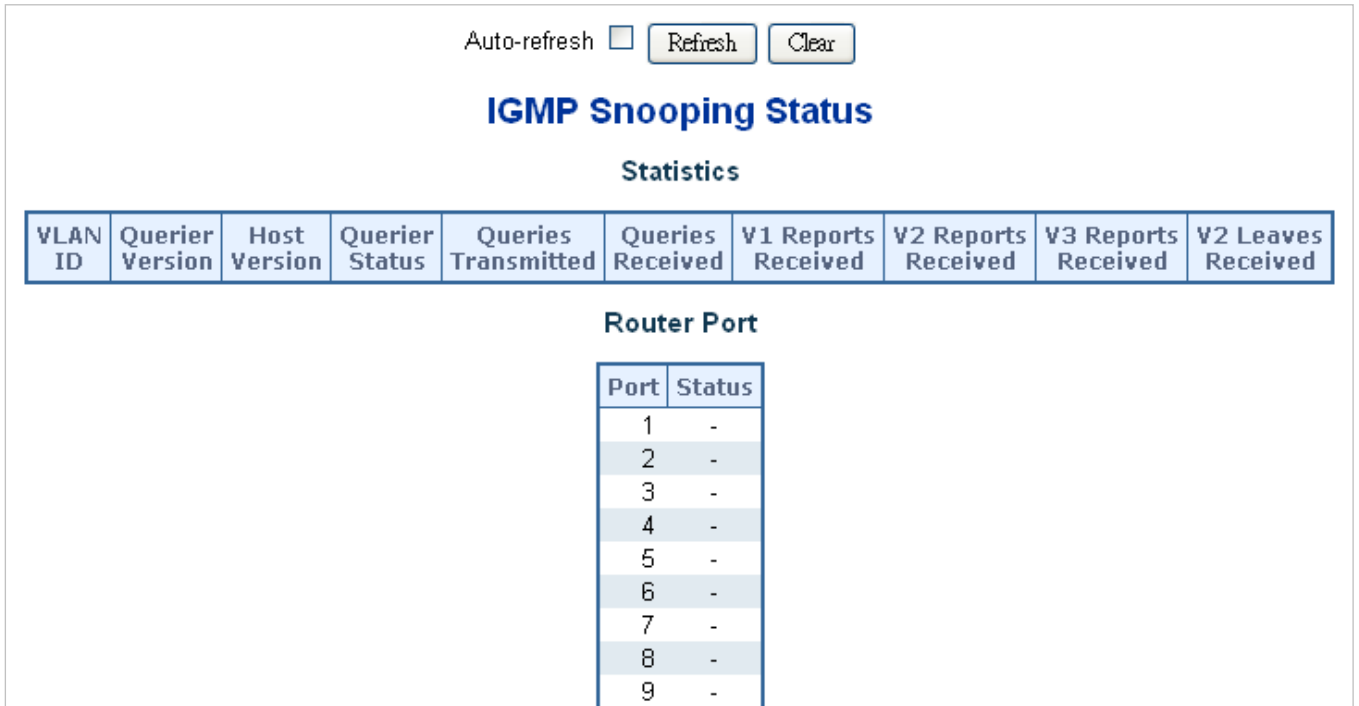 Auto-refresh Refresh Clear
IGMP Snooping Status
Statistics
VLAN ID Querier Version Host Version Querier Status Queries Transmitted Queries Received V1 Reports Received V2 Reports Received V3 Reports Received V2 Leaves Received
Router Port
Port Status
1 -
2 -
3 -
4 -
5 -
6 -
7 -
8 -
9 -